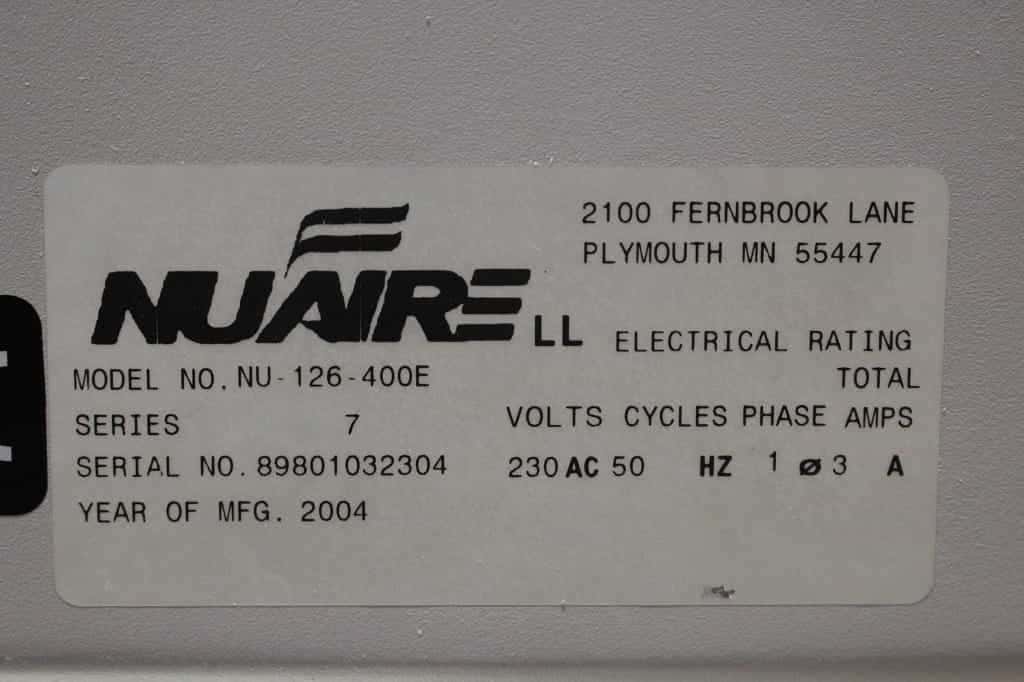 2100 FERNBROOK LANE
PLYMOUTH MN 55447
NUAIRE LL
ELECTRICAL RATING
MODEL NO. NU-126-400E
TOTAL
SERIES 7
VOLTS CYCLES PHASE AMPS
SERIAL NO. 89801032304
230 AC 50 HZ 1 ø 3 A
YEAR OF MFG. 2004